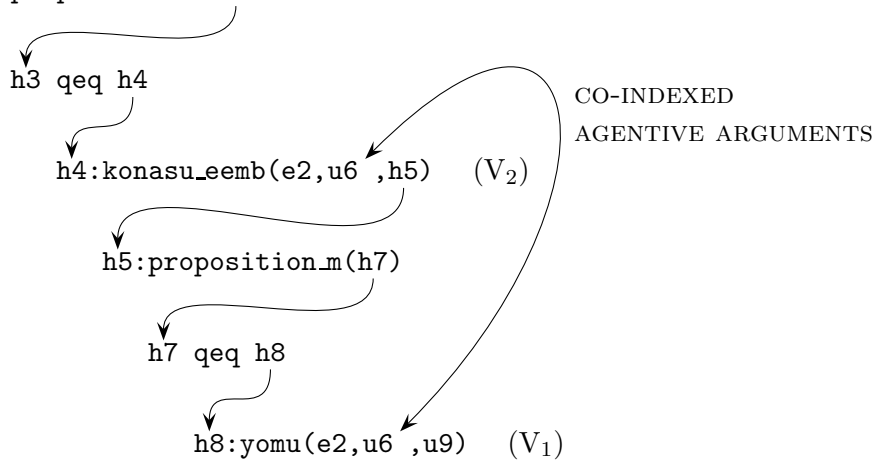 h3 qeq h4
CO-INDEXED
AGENTIVE ARGUMENTS
h4:konasu_eemb(e2,u6 ,h5) (V₂)
h5:proposition_m(h7)
h7 qeq h8
h8:yomu(e2,u6 ,u9) (V₁)